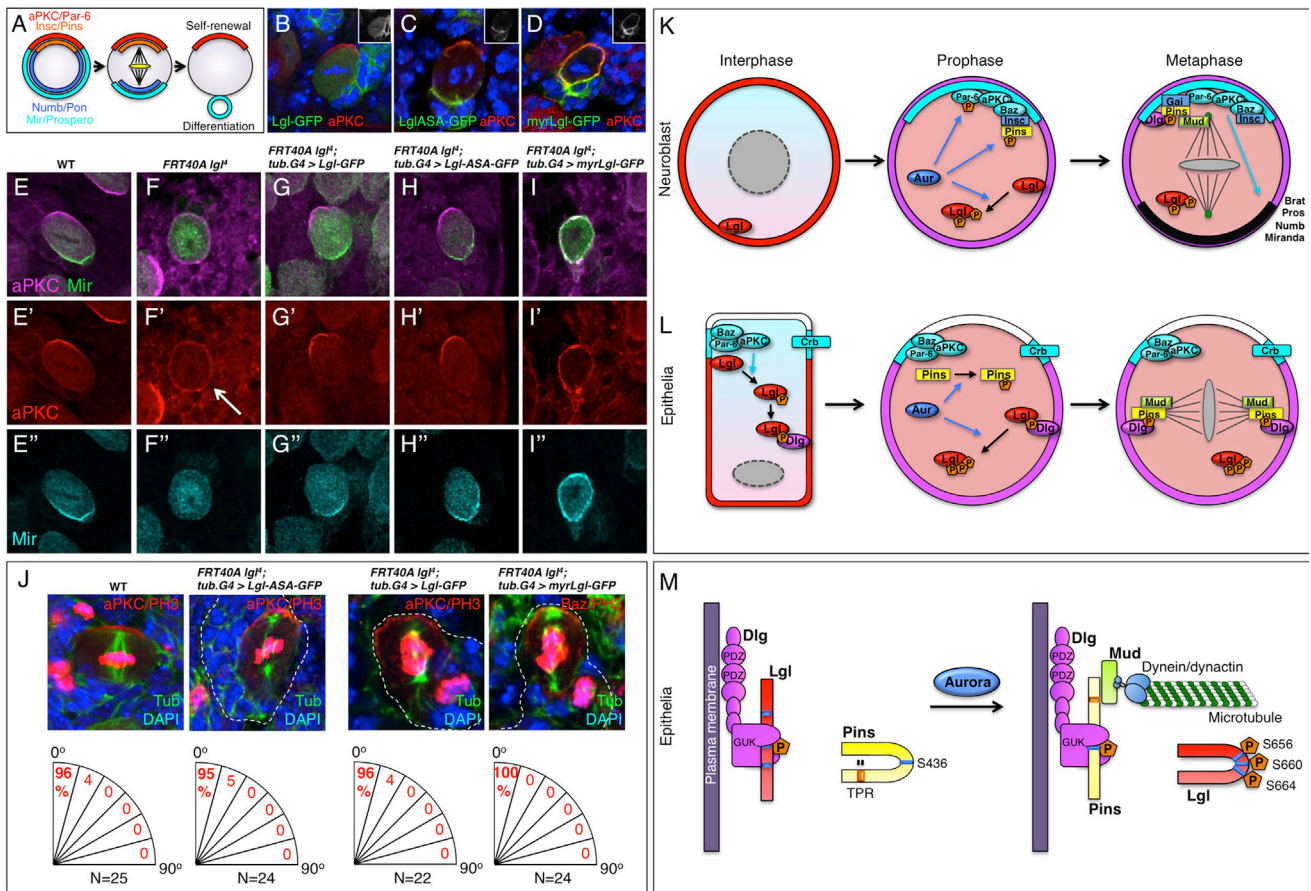 A
aPKC/Par-6
Insc/Pins
Self-renewal
Numb/Pon
Mir/Prospero
Differentiation
B
Lgl-GFP aPKC
C
LglASA-GFP aPKC
D
myrLgl-GFP aPKC
WT
FRT40A lgl⁴
FRT40A lgl⁴;
tub.G4 > Lgl-GFP
FRT40A lgl⁴;
tub.G4 > Lgl-ASA-GFP
FRT40A lgl⁴;
tub.G4 > myrLgl-GFP
E
F
G
H
I
aPKC Mir
E'
F'
G'
H'
I'
aPKC
E''
F''
G''
H''
I''
Mir
J
WT
FRT40A lgl⁴;
tub.G4 > Lgl-ASA-GFP
FRT40A lgl⁴;
tub.G4 > Lgl-GFP
FRT40A lgl⁴;
tub.G4 > myrLgl-GFP
aPKC/PH3
Tub
DAPI
aPKC/PH3
Tub
DAPI
aPKC/PH3
Tub
DAPI
Baz/PH3
Tub
DAPI
0º
96
%
4
0
0
0
0
90º
N=25
0º
95
%
5
0
0
0
0
90º
N=24
0º
96
%
4
0
0
0
0
90º
N=22
0º
100
%
0
0
0
0
0
90º
N=24
K
Neuroblast
Interphase
Prophase
Metaphase
Lgl
Par-6
aPKC
P
Baz
Insc
Pins
P
Aur
Lgl
Lgl
P
P
Gai
Par-6
aPKC
Pins
Baz
Dlg
P
Mud
Insc
Lgl
P
P
Brat
Pros
Numb
Miranda
L
Epithelia
Baz
Par-6
aPKC
Crb
Lgl
Lgl
P
Lgl
P
Dlg
Baz
Par-6
aPKC
Crb
Pins
Pins
P
Aur
Lgl
P
Dlg
Lgl
P
P
P
Baz
Par-6
aPKC
Crb
Mud
Pins
P
Dlg
Mud
Pins
P
Dlg
Lgl
P
P
P
M
Epithelia
Plasma membrane
Dlg
PDZ
PDZ
GUK
P
Lgl
Pins
S436
TPR
Aurora
Dlg
PDZ
PDZ
GUK
P
Mud
Dynein/dynactin
Microtubule
Pins
P
S656
P
S660
P
S664
Lgl